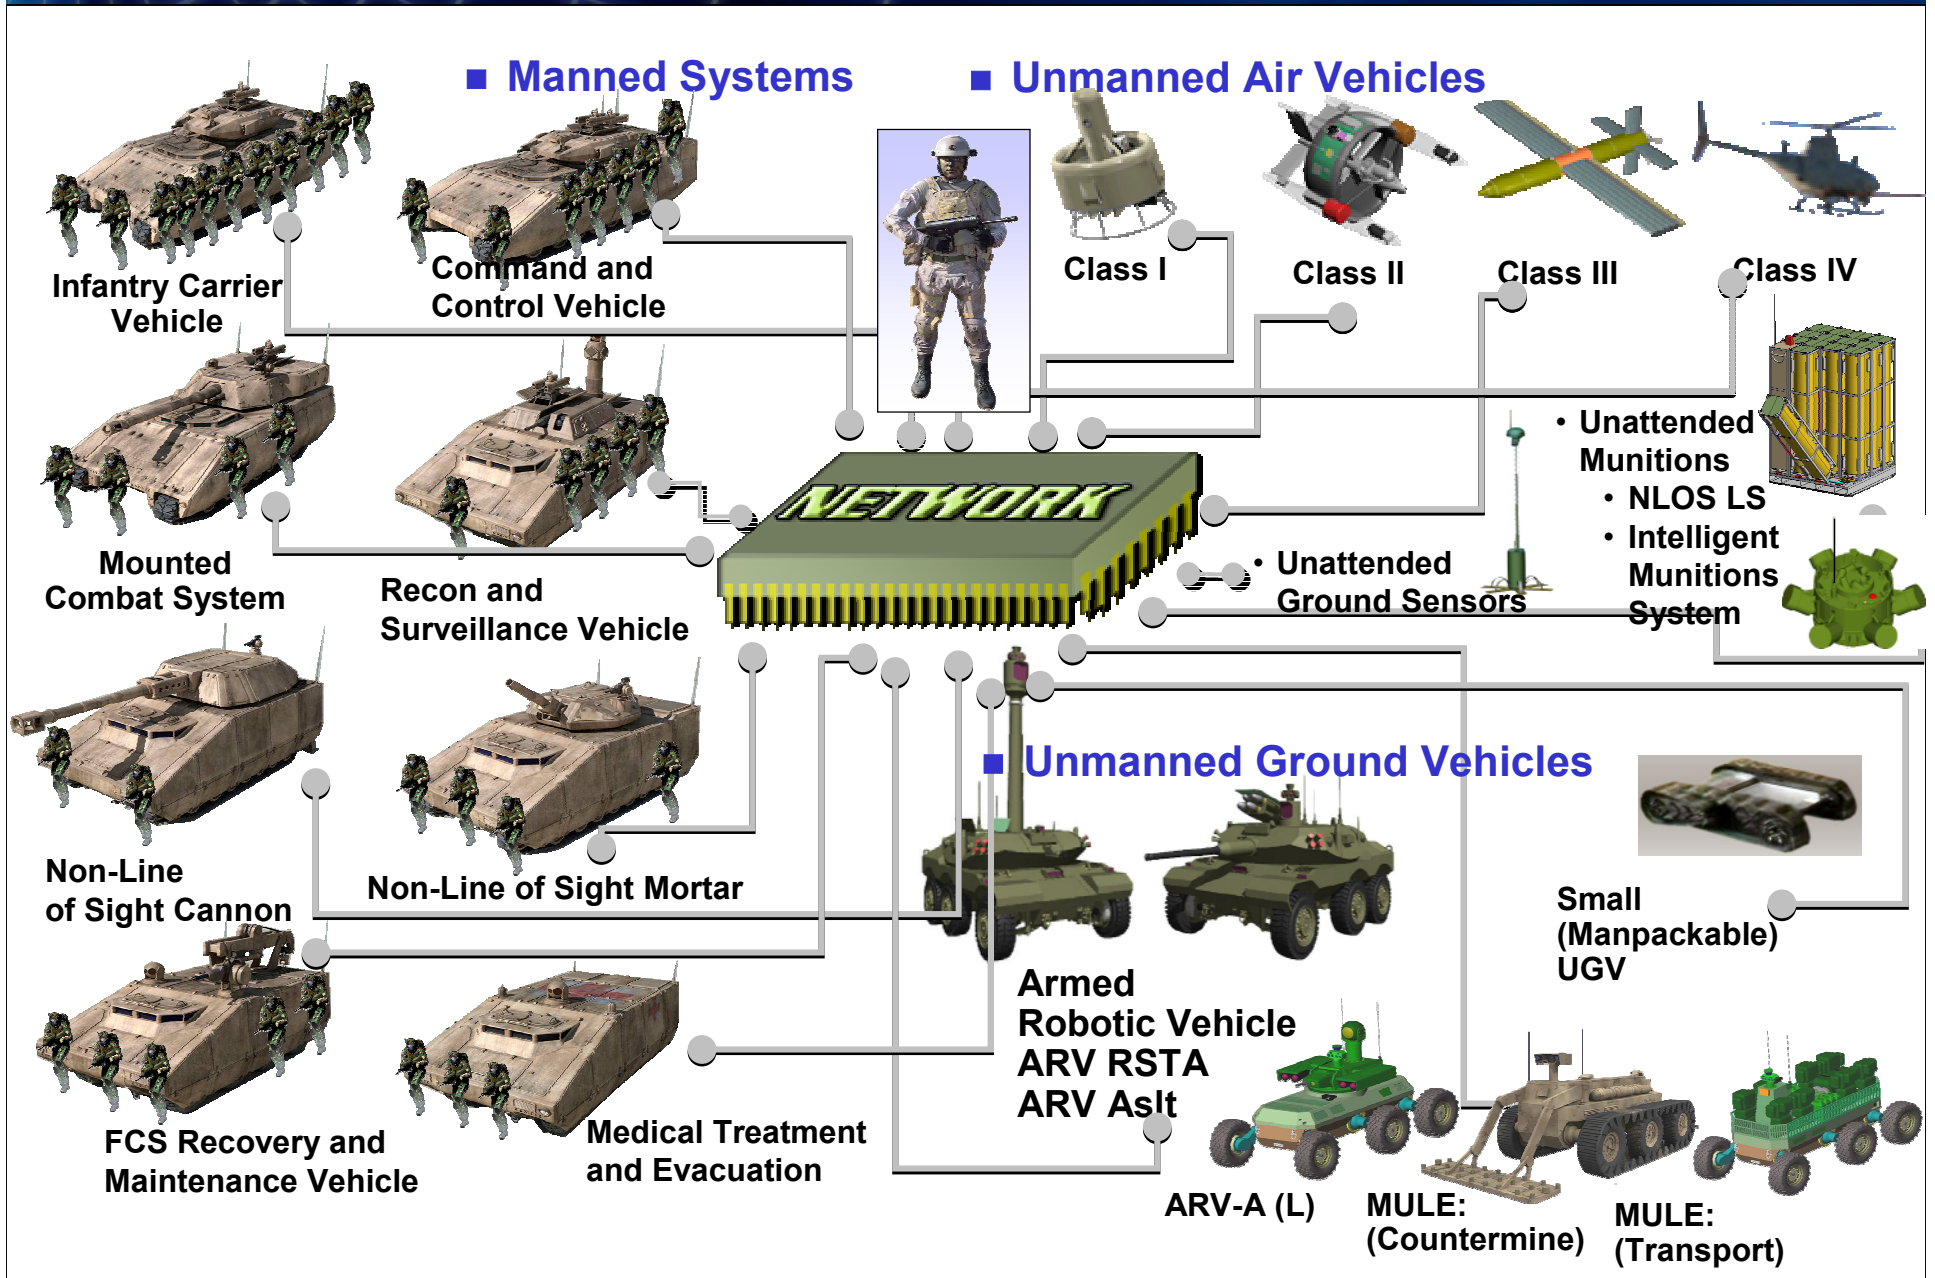 ■ Manned Systems
■ Unmanned Air Vehicles
Infantry Carrier
Vehicle
Command and
Control Vehicle
Class I
Class II
Class III
Class IV
Mounted
Combat System
Recon and
Surveillance Vehicle
NETWORK
• Unattended
Munitions
• NLOS LS
• Intelligent
Munitions
System
• Unattended
Ground Sensors
Non-Line
of Sight Cannon
Non-Line of Sight Mortar
■ Unmanned Ground Vehicles
Small
(Manpackable)
UGV
Armed
Robotic Vehicle
ARV RSTA
ARV Aslt
FCS Recovery and
Maintenance Vehicle
Medical Treatment
and Evacuation
ARV-A (L)
MULE:
(Countermine)
MULE:
(Transport)